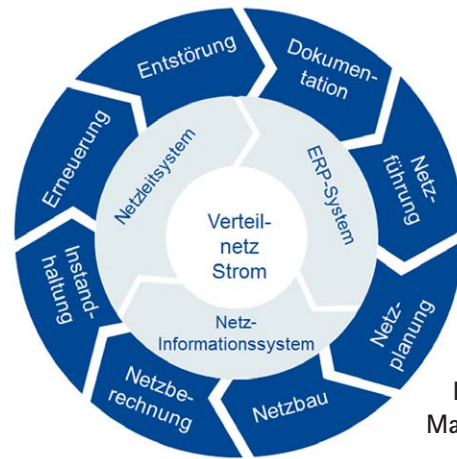 Entstörung
Dokumen-
tation
Netz-
führung
Netz-
planung
Netzbau
Netzbe-
rechnung
Instand-
haltung
Erneuerung
Netzleitsystem
ERP-System
Netz-
Informationssystem
Verteil-
netz
Strom
Ma